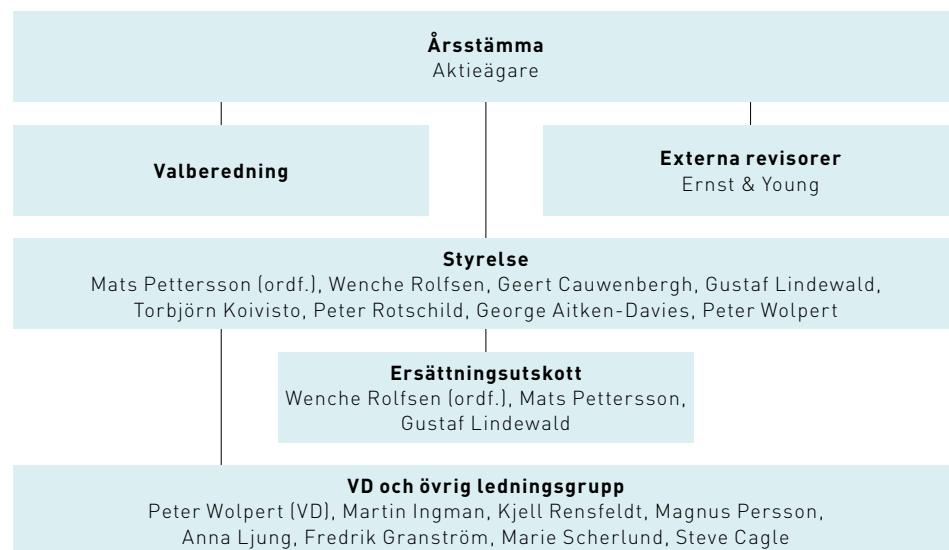 Årsstämma
Aktieägare
Valberedning
Externa revisorer
Ernst & Young
Styrelse
Mats Pettersson (ordf.), Wenche Rolfsen, Geert Cauwenbergh, Gustaf Lindewald,
Torbjörn Koivisto, Peter Rotschild, George Aitken-Davies, Peter Wolpert
Ersättningsutskott
Wenche Rolfsen (ordf.), Mats Pettersson,
Gustaf Lindewald
VD och övrig ledningsgrupp
Peter Wolpert (VD), Martin Ingman, Kjell Rensfeldt, Magnus Persson,
Anna Ljung, Fredrik Granström, Marie Scherlund, Steve Cagle